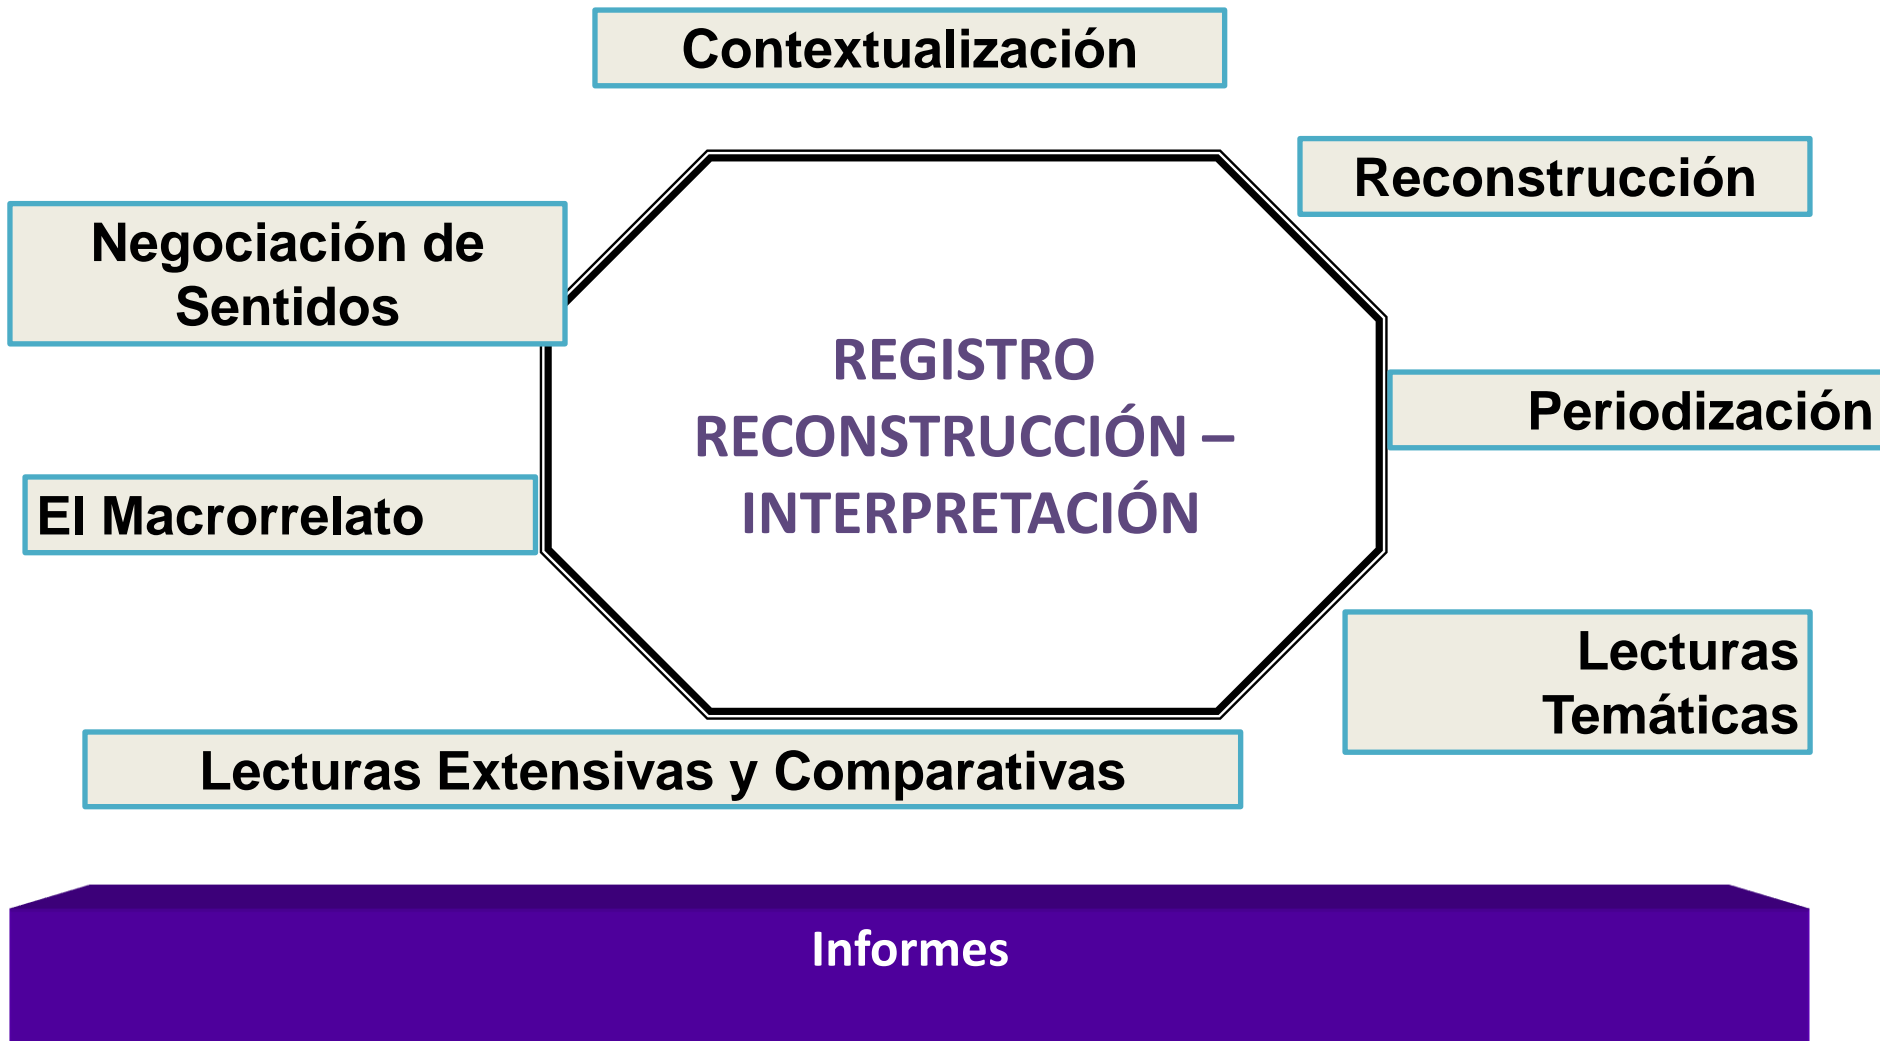 Contextualización
Reconstrucción
Negociación de
Sentidos
REGISTRO
RECONSTRUCCIÓN –
INTERPRETACIÓN
Periodización
El Macrorrelato
Lecturas
Temáticas
Lecturas Extensivas y Comparativas
Informes